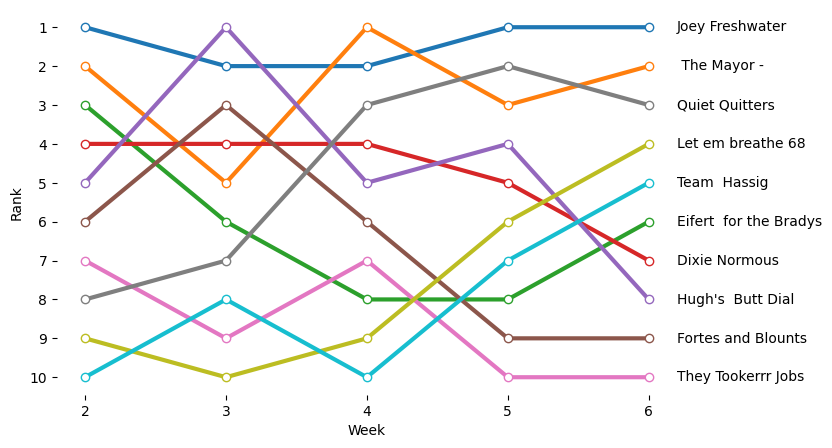 1
Joey Freshwater
2
The Mayor -
3
Quiet Quitters
4
Let em breathe 68
Rank
5
Team  Hassig
6
Eifert  for the Bradys
7
Dixie Normous
8
Hugh's  Butt Dial
9
Fortes and Blounts
10
They Tookerrr Jobs
2 3 4 5 6
Week